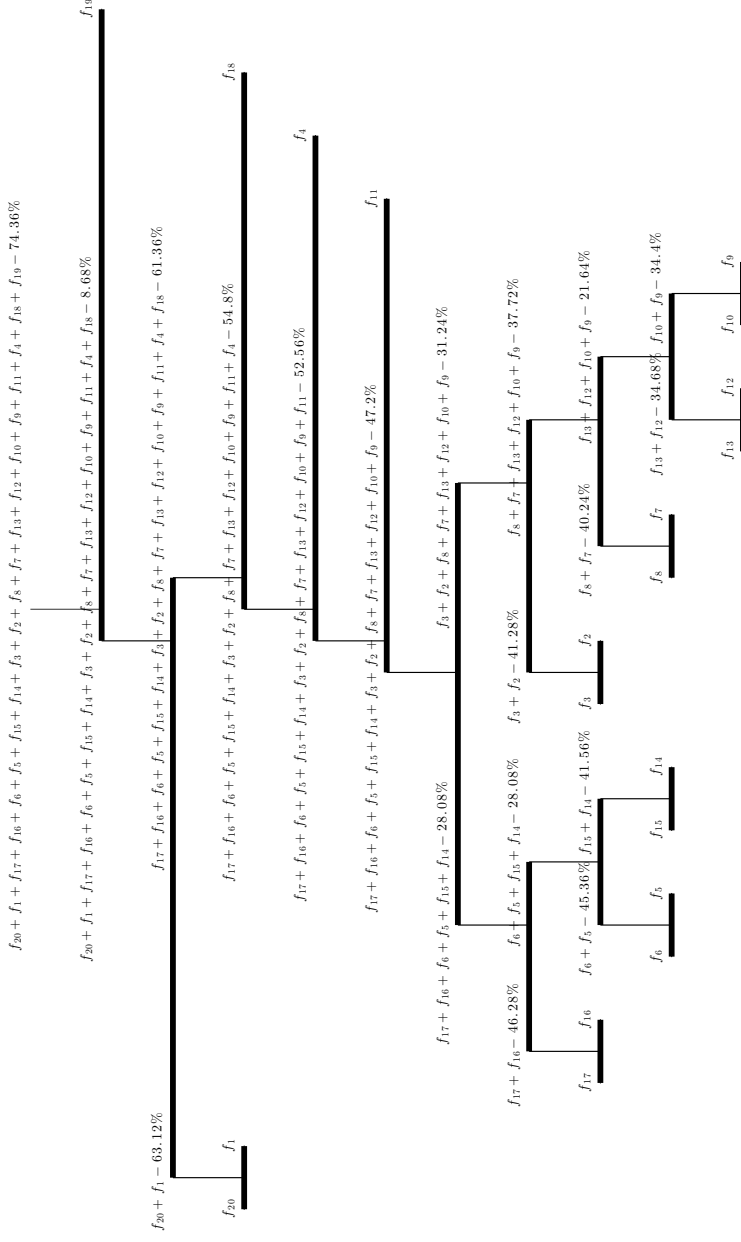 f19
f20 + f1 + f17 + f16 + f6 + f5 + f15 + f14 + f3 + f2 + f8 + f7 + f13 + f12 + f10 + f9 + f11 + f4 + f18 + f19 − 74.36%
f20 + f1 + f17 + f16 + f6 + f5 + f15 + f14 + f3 + f2 + f8 + f7 + f13 + f12 + f10 + f9 + f11 + f4 + f18 − 8.68%
f18
f17 + f16 + f6 + f5 + f15 + f14 + f3 + f2 + f8 + f7 + f13 + f12 + f10 + f9 + f11 + f4 + f18 − 61.36%
f20 + f1 − 63.12%
f4
f17 + f16 + f6 + f5 + f15 + f14 + f3 + f2 + f8 + f7 + f13 + f12 + f10 + f9 + f11 + f4 − 54.8%
f20
f1
f11
f17 + f16 + f6 + f5 + f15 + f14 + f3 + f2 + f8 + f7 + f13 + f12 + f10 + f9 + f11 − 52.56%
f17 + f16 + f6 + f5 + f15 + f14 + f3 + f2 + f8 + f7 + f13 + f12 + f10 + f9 − 47.2%
f17 + f16 + f6 + f5 + f15 + f14 − 28.08%
f3 + f2 + f8 + f7 + f13 + f12 + f10 + f9 − 31.24%
f17 + f16 − 46.28%
f6 + f5 + f15 + f14 − 28.08%
f3 + f2 − 41.28%
f8 + f7 + f13 + f12 + f10 + f9 − 37.72%
f17
f16
f6 + f5 − 45.36%
f15 + f14 − 41.56%
f3
f2
f8 + f7 − 40.24%
f13 + f12 + f10 + f9 − 21.64%
f6
f5
f15
f14
f8
f7
f13 + f12 − 34.68%
f10 + f9 − 34.4%
f13
f12
f10
f9